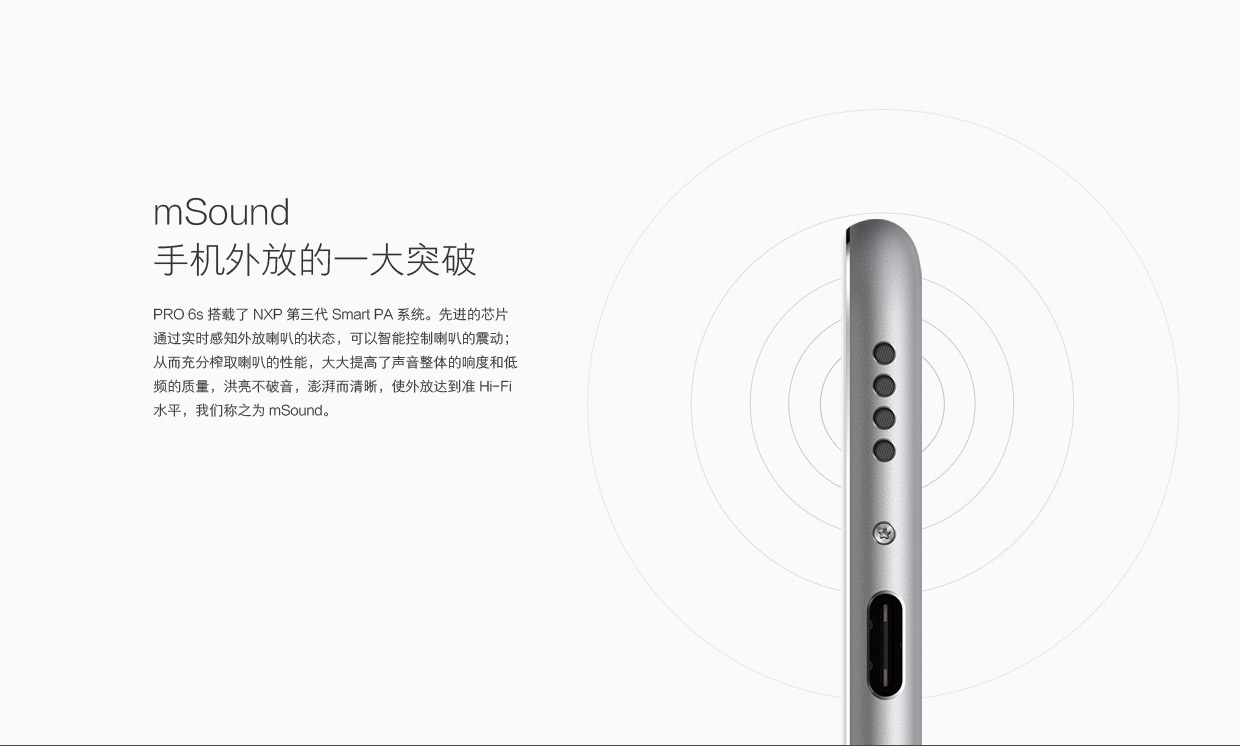 mSound
手机外放的一大突破
PRO 6s 搭载了 NXP 第三代 Smart PA 系统。先进的芯片
通过实时感知外放喇叭的状态，可以智能控制喇叭的震动；
从而充分榨取喇叭的性能，大大提高了声音整体的响度和低
频的质量，洪亮不破音，澎湃而清晰，使外放达到准 Hi-Fi
水平，我们称之为 mSound。